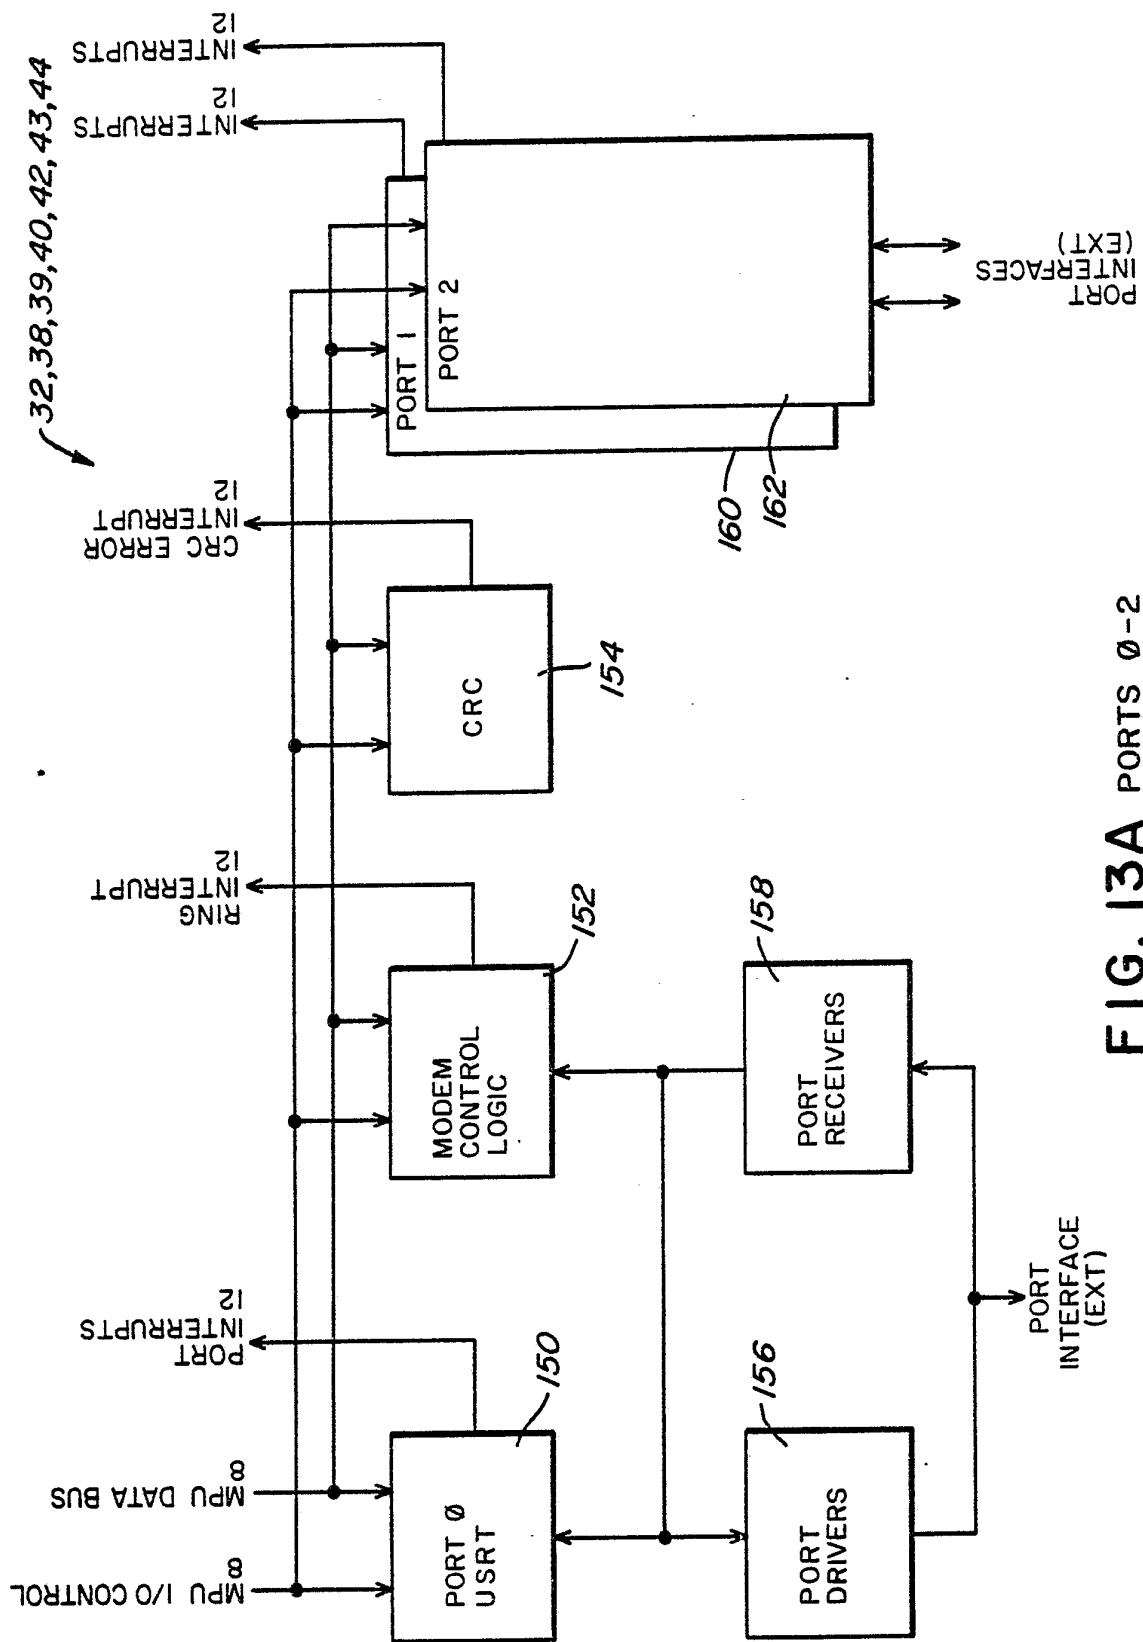 32,38,39,40,42,43,44
MPU I/O CONTROL
8
MPU DATA BUS
8
PORT
INTERRUPTS
12
RING
INTERRUPT
12
CRC ERROR
INTERRUPT
12
INTERRUPTS
12
INTERRUPTS
12
PORT Ø
USRT
150
MODEM
CONTROL
LOGIC
152
CRC
154
PORT 1
PORT 2
160
162
PORT
DRIVERS
156
PORT
RECEIVERS
158
PORT
INTERFACE
(EXT)
PORT
INTERFACES
(EXT)
FIG. 13A PORTS Ø-2